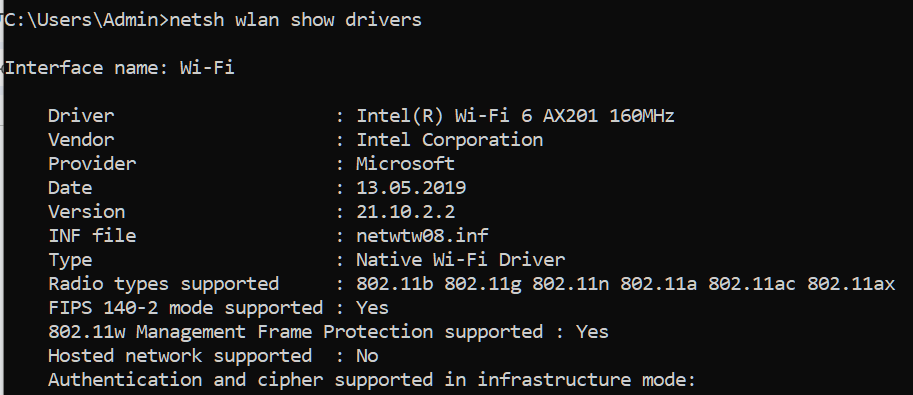 C:\Users\Admin>netsh wlan show drivers
Interface name: Wi-Fi
Driver : Intel(R) Wi-Fi 6 AX201 160MHz
Vendor : Intel Corporation
Provider : Microsoft
Date : 13.05.2019
Version : 21.10.2.2
INF file : netwtw08.inf
Type : Native Wi-Fi Driver
Radio types supported : 802.11b 802.11g 802.11n 802.11a 802.11ac 802.11ax
FIPS 140-2 mode supported : Yes
802.11w Management Frame Protection supported : Yes
Hosted network supported : No
Authentication and cipher supported in infrastructure mode: